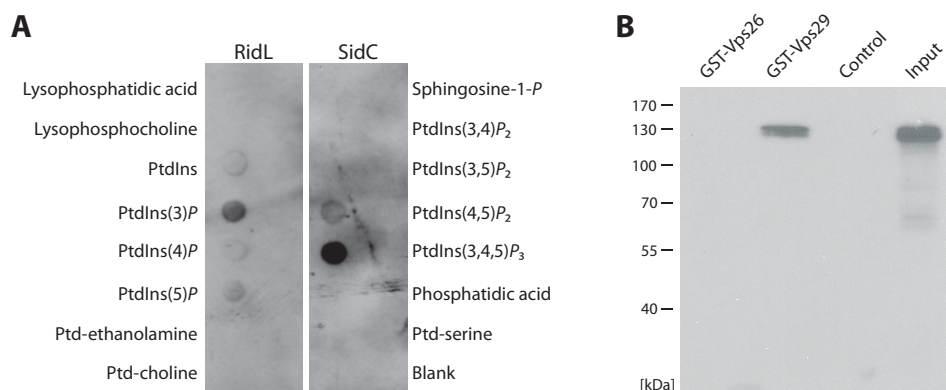 A
RidL SidC
Lysophosphatidic acid Sphingosine-1-P
Lysophosphocholine PtdIns(3,4)P₂
PtdIns PtdIns(3,5)P₂
PtdIns(3)P PtdIns(4,5)P₂
PtdIns(4)P PtdIns(3,4,5)P₃
PtdIns(5)P Phosphatidic acid
Ptd-ethanolamine Ptd-serine
Ptd-choline Blank
B
GST-Vps26 GST-Vps29 Control Input
170
130
100
70
55
40
[kDa]